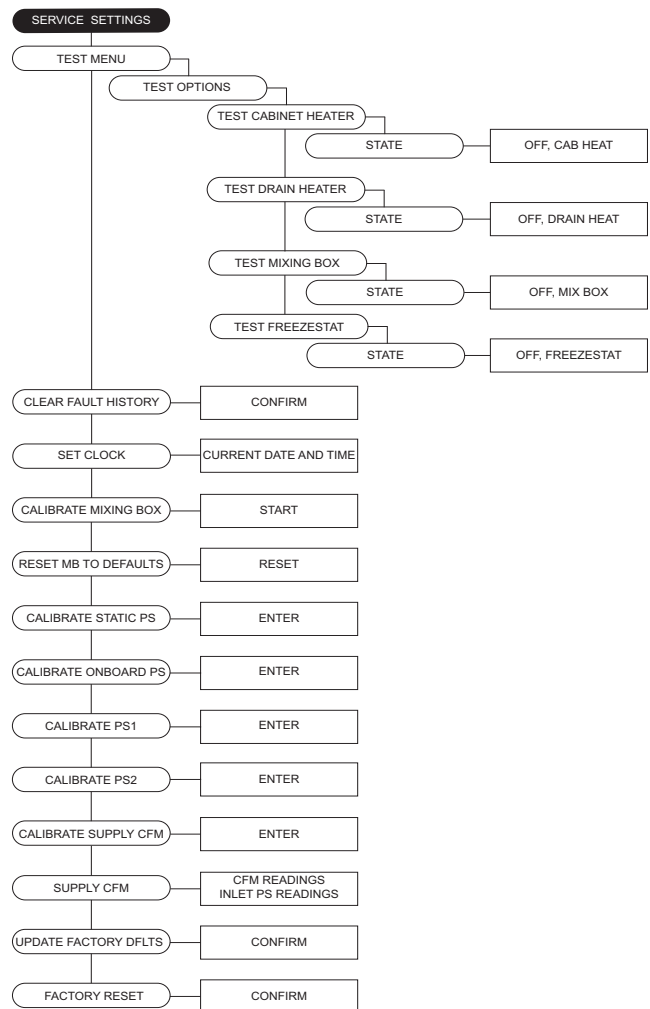 SERVICE SETTINGS
TEST MENU
TEST OPTIONS
TEST CABINET HEATER
STATE
OFF, CAB HEAT
TEST DRAIN HEATER
STATE
OFF, DRAIN HEAT
TEST MIXING BOX
STATE
OFF, MIX BOX
TEST FREEZESTAT
STATE
OFF, FREEZESTAT
CLEAR FAULT HISTORY
CONFIRM
SET CLOCK
CURRENT DATE AND TIME
CALIBRATE MIXING BOX
START
RESET MB TO DEFAULTS
RESET
CALIBRATE STATIC PS
ENTER
CALIBRATE ONBOARD PS
ENTER
CALIBRATE PS1
ENTER
CALIBRATE PS2
ENTER
CALIBRATE SUPPLY CFM
ENTER
SUPPLY CFM
CFM READINGS
INLET PS READINGS
UPDATE FACTORY DFLTS
CONFIRM
FACTORY RESET
CONFIRM